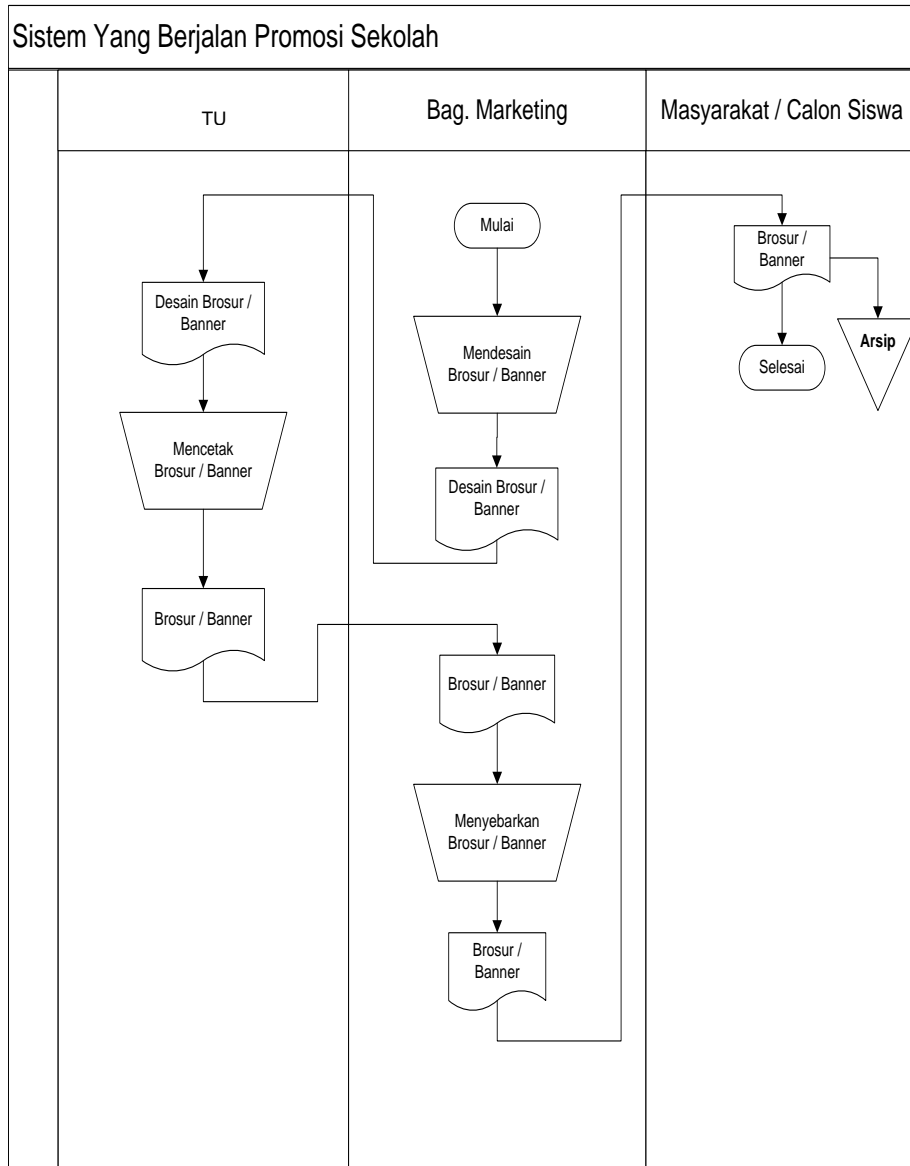 Sistem Yang Berjalan Promosi Sekolah
TU
Bag. Marketing
Masyarakat / Calon Siswa
Desain Brosur /
Banner
Mencetak
Brosur / Banner
Brosur / Banner
Mulai
Mendesain
Brosur / Banner
Desain Brosur /
Banner
Brosur / Banner
Menyebarkan
Brosur / Banner
Brosur /
Banner
Brosur /
Banner
Selesai
Arsip